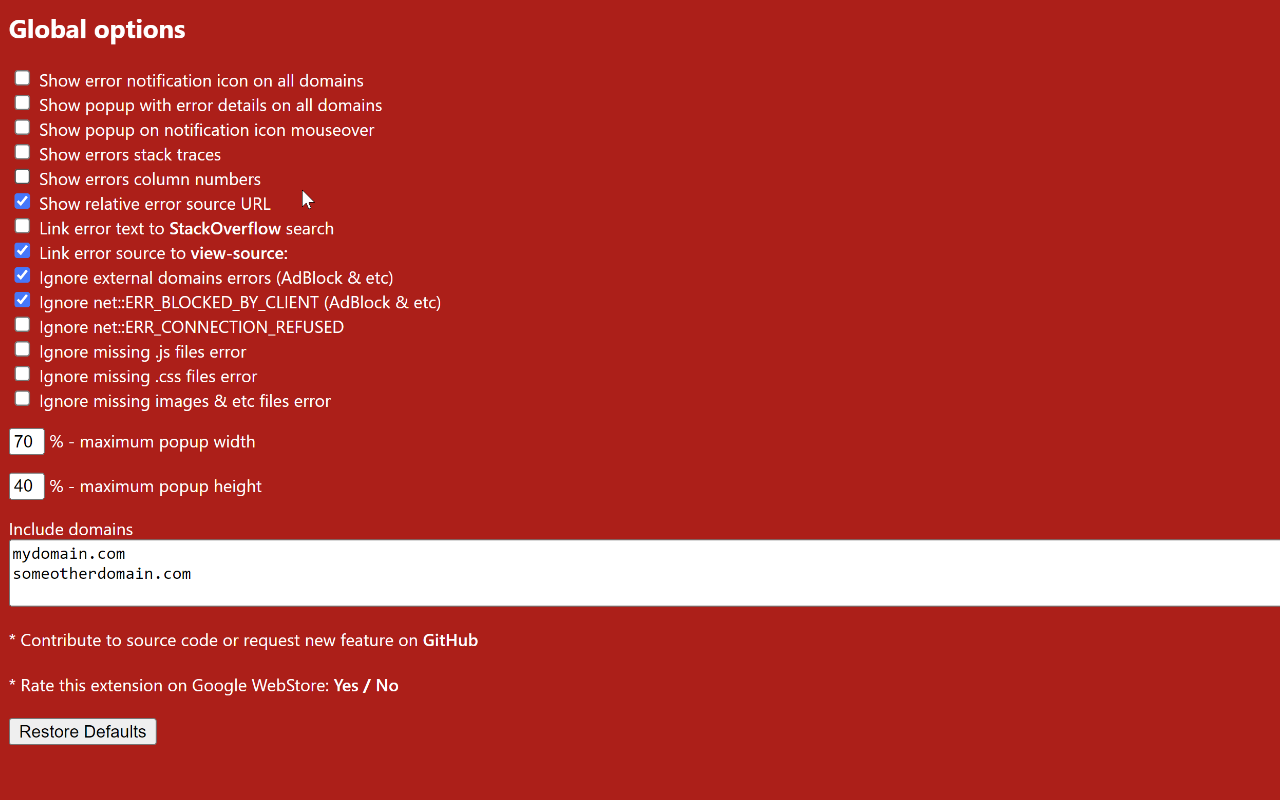 Global options
Show error notification icon on all domains
Show popup with error details on all domains
Show popup on notification icon mouseover
Show errors stack traces
Show errors column numbers
Show relative error source URL
Link error text to StackOverflow search
Link error source to view-source:
Ignore external domains errors (AdBlock & etc)
Ignore net::ERR_BLOCKED_BY_CLIENT (AdBlock & etc)
Ignore net::ERR_CONNECTION_REFUSED
Ignore missing .js files error
Ignore missing .css files error
Ignore missing images & etc files error
70 % - maximum popup width
40 % - maximum popup height
Include domains
mydomain.com
someotherdomain.com
* Contribute to source code or request new feature on GitHub
* Rate this extension on Google WebStore: Yes / No
Restore Defaults